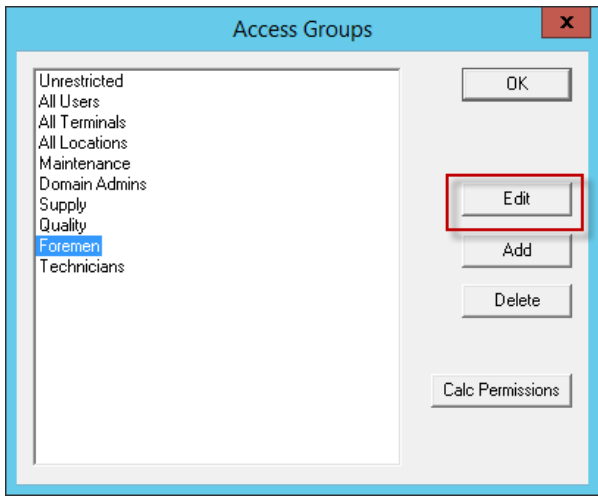 Access Groups
x
Unrestricted
All Users
All Terminals
All Locations
Maintenance
Domain Admins
Supply
Quality
Foremen
Technicians
OK
Edit
Add
Delete
Calc Permissions